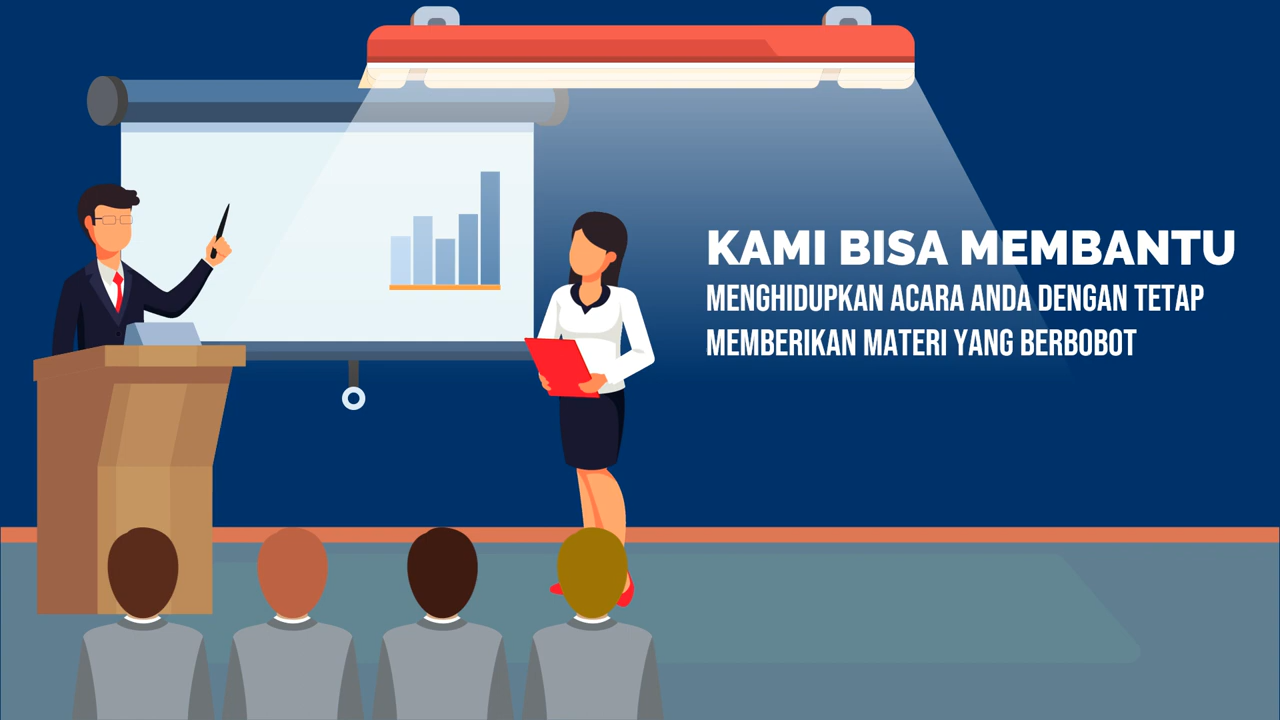 KAMI BISA MEMBANTU
MENGHIDUPKAN ACARA ANDA DENGAN TETAP
MEMBERIKAN MATERI YANG BERBOBOT